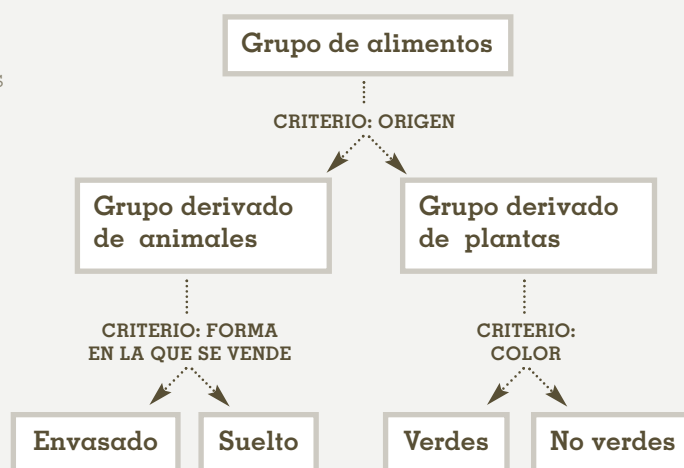 Grupo de alimentos
s
CRITERIO: ORIGEN
Grupo derivado
de animales
Grupo derivado
de plantas
CRITERIO: FORMA
EN LA QUE SE VENDE
CRITERIO:
COLOR
Envasado
Suelto
Verdes
No verdes